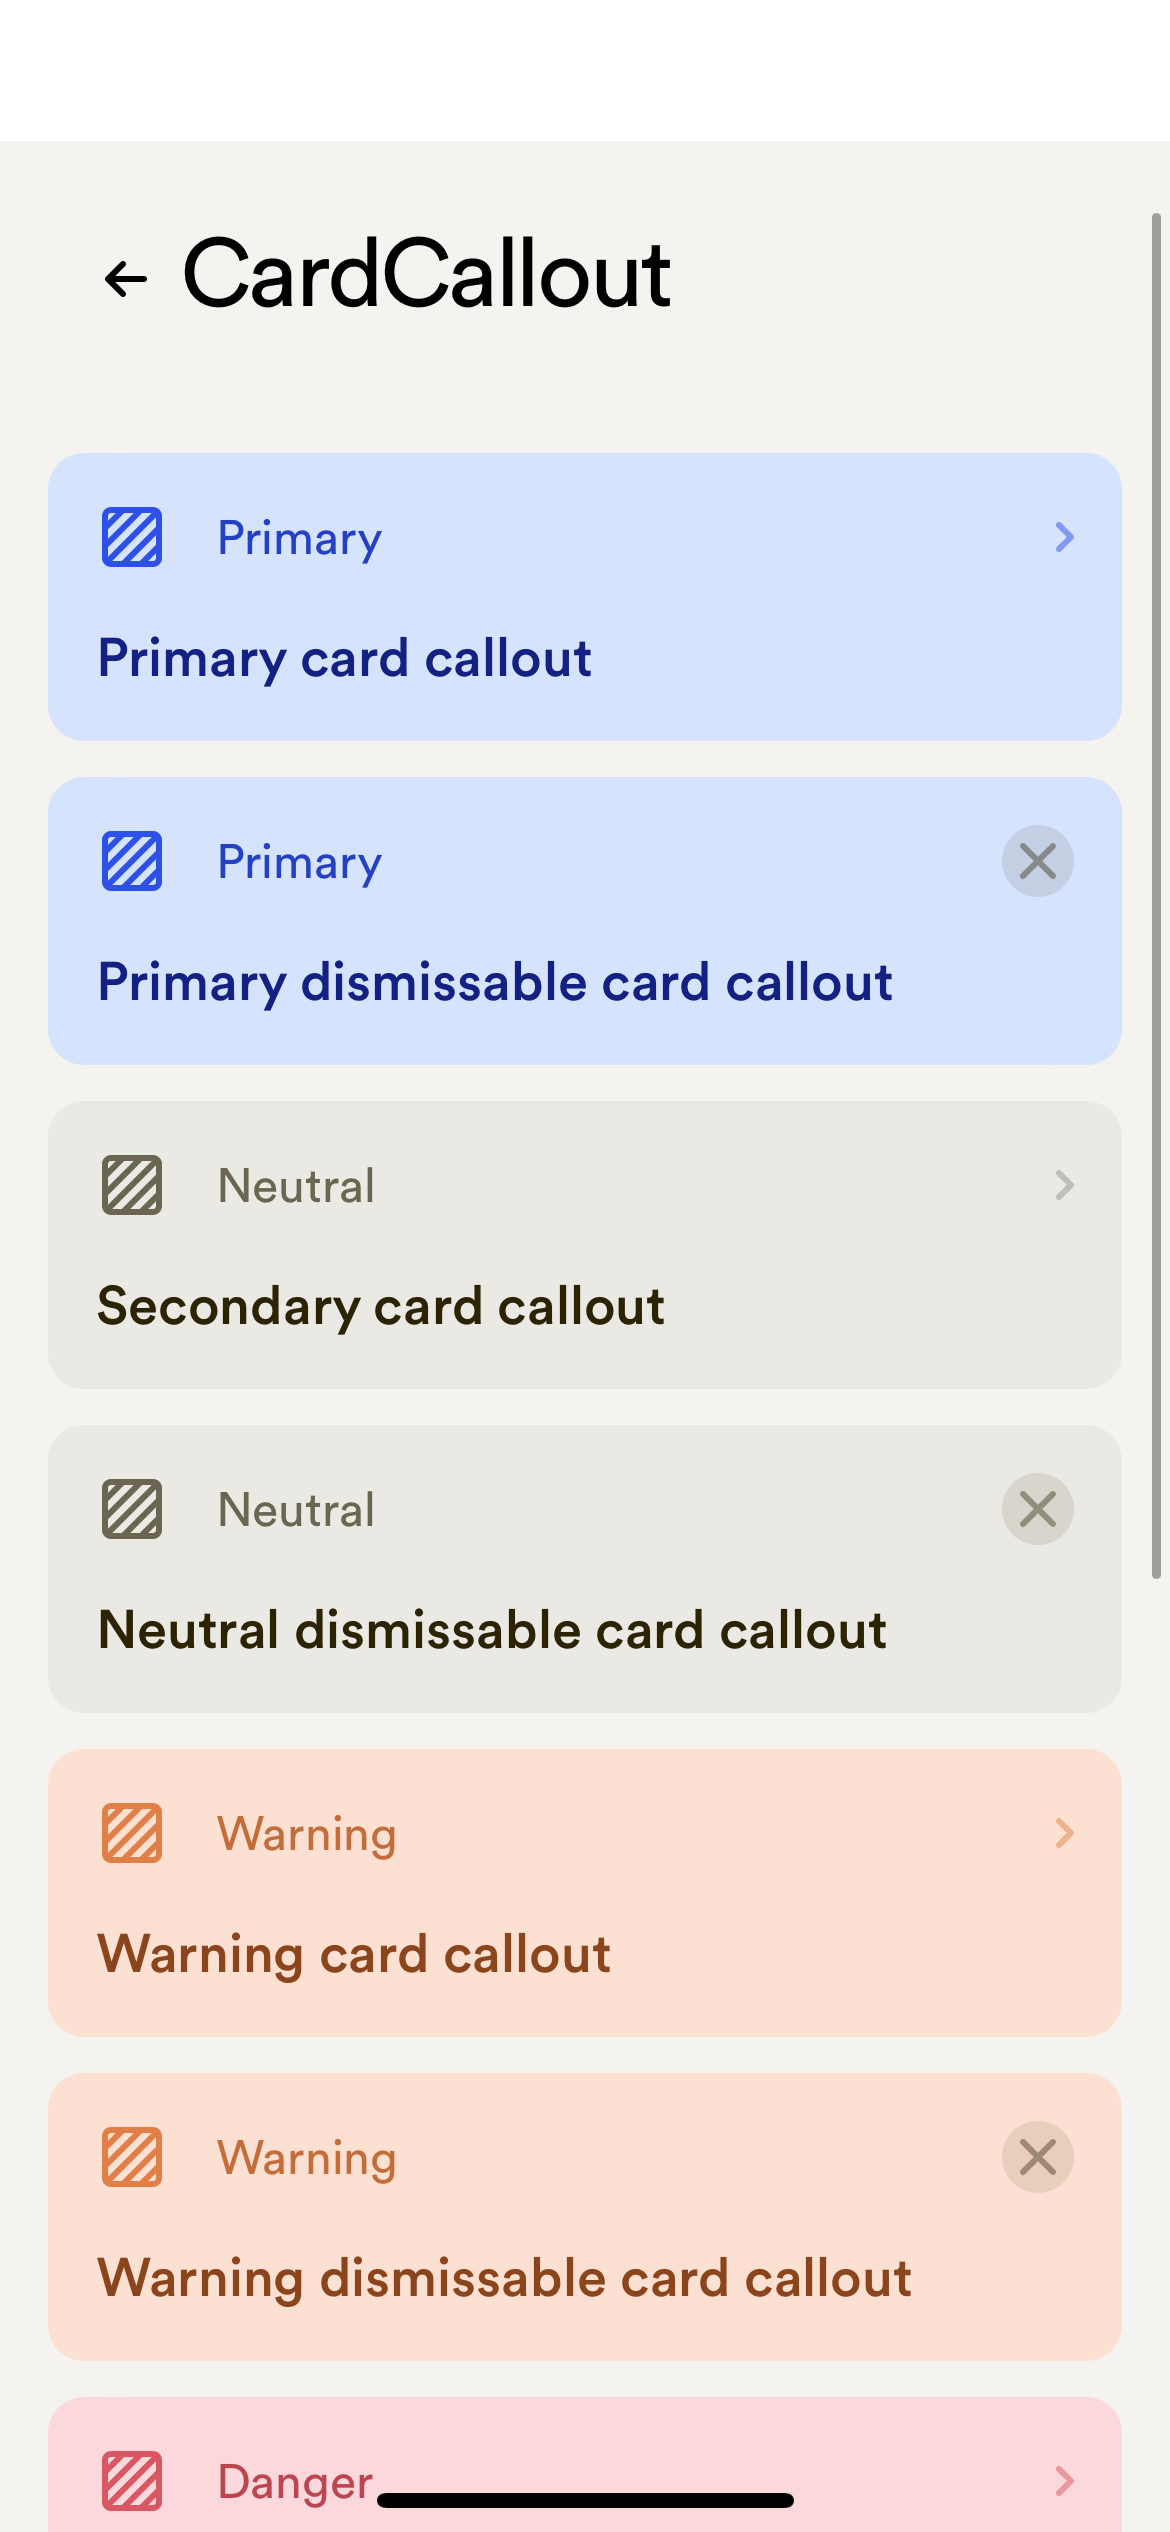 CardCallout
Primary
Primary card callout
Primary
Primary dismissable card callout
Neutral
Secondary card callout
Neutral
Neutral dismissable card callout
Warning
Warning card callout
Warning
Warning dismissable card callout
Danger